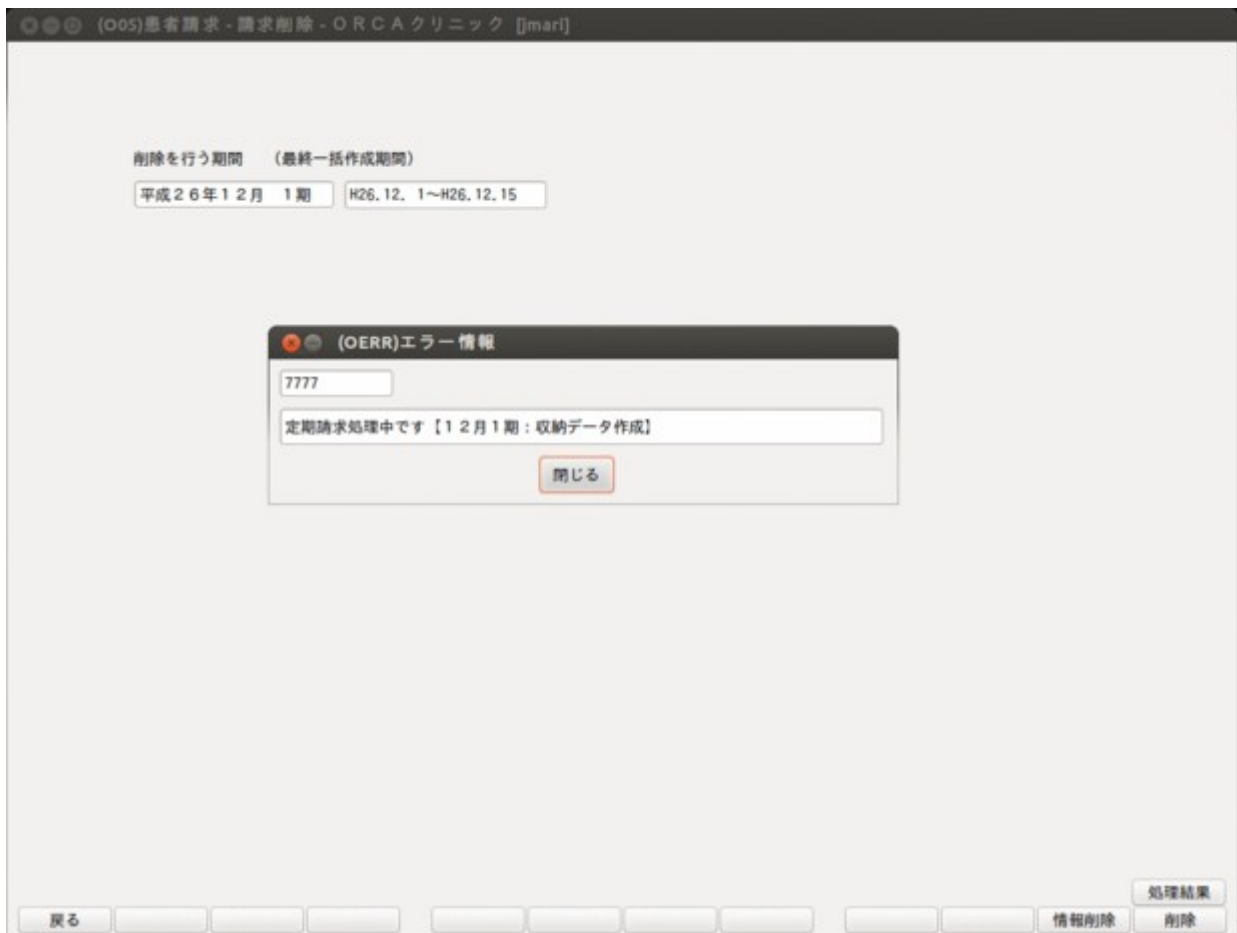 (O05)患者請求-請求削除-ORCAクリニック [jmari]
削除を行う期間 (最終一括作成期間)
平成26年12月 1期 H26.12. 1~H26.12.15
(OERR)エラー情報
7777
定期請求処理中です【12月1期:収納データ作成】
閉じる
処理結果
戻る 情報削除 削除